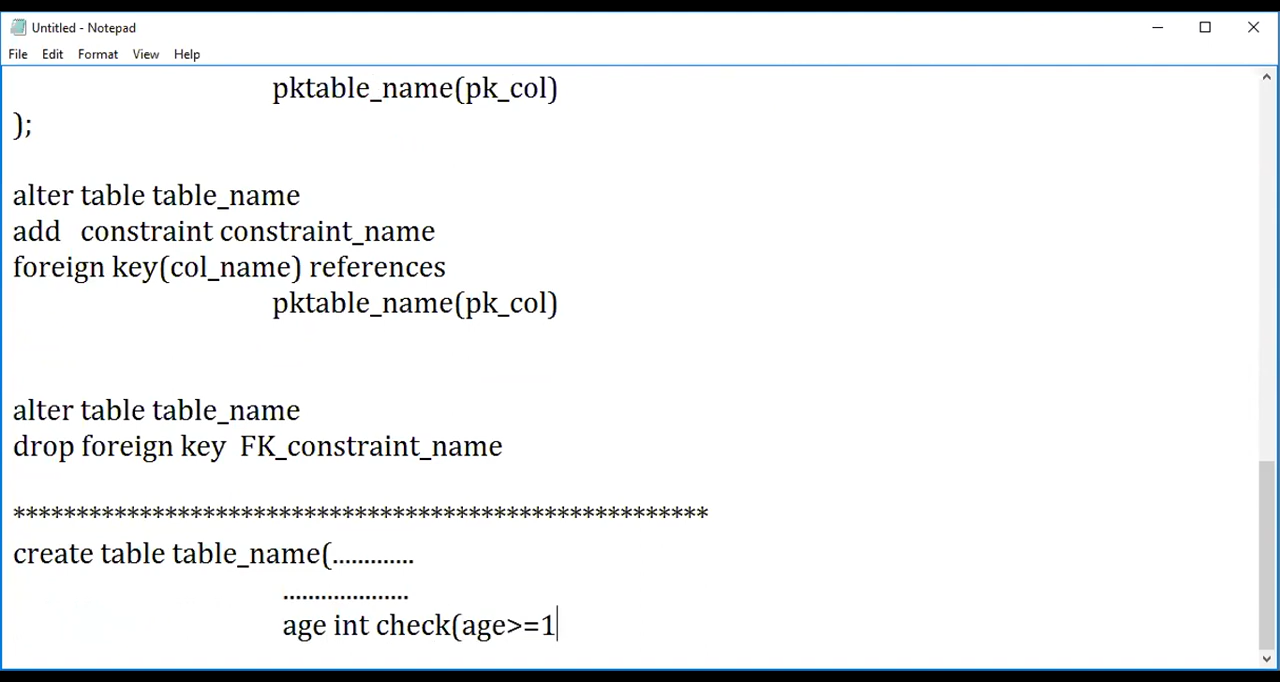 Untitled - Notepad
File Edit Format View Help
pktable_name(pk_col)
);
alter table table_name
add constraint constraint_name
foreign key(col_name) references
pktable_name(pk_col)
alter table table_name
drop foreign key FK_constraint_name
*******************************************************
create table table_name(.............
....................
age int check(age>=1